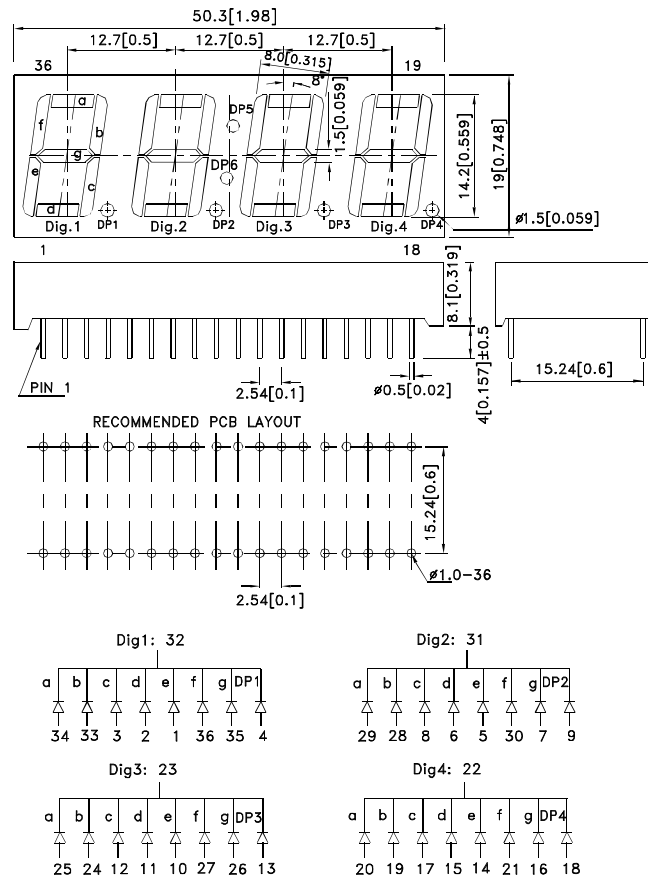 50.3[1.98]
12.7[0.5] 12.7[0.5] 12.7[0.5]
8.0[0.315]
8°
36 19
a
f b
g
e c
d
DP5
DP6
1.5[0.059]
14.2[0.559]
19[0.748]
Dig.1 DP1 Dig.2 DP2 Dig.3 DP3 Dig.4 DP4
ø1.5[0.059]
1 18
8.1[0.319]
4[0.157]±0.5
PIN 1
2.54[0.1]
ø0.5[0.02]
15.24[0.6]
RECOMMENDED PCB LAYOUT
15.24[0.6]
ø1.0-36
2.54[0.1]
Dig1: 32
a b c d e f g DP1
34 33 3 2 1 36 35 4
Dig2: 31
a b c d e f g DP2
29 28 8 6 5 30 7 9
Dig3: 23
a b c d e f g DP3
25 24 12 11 10 27 26 13
Dig4: 22
a b c d e f g DP4
20 19 17 15 14 21 16 18